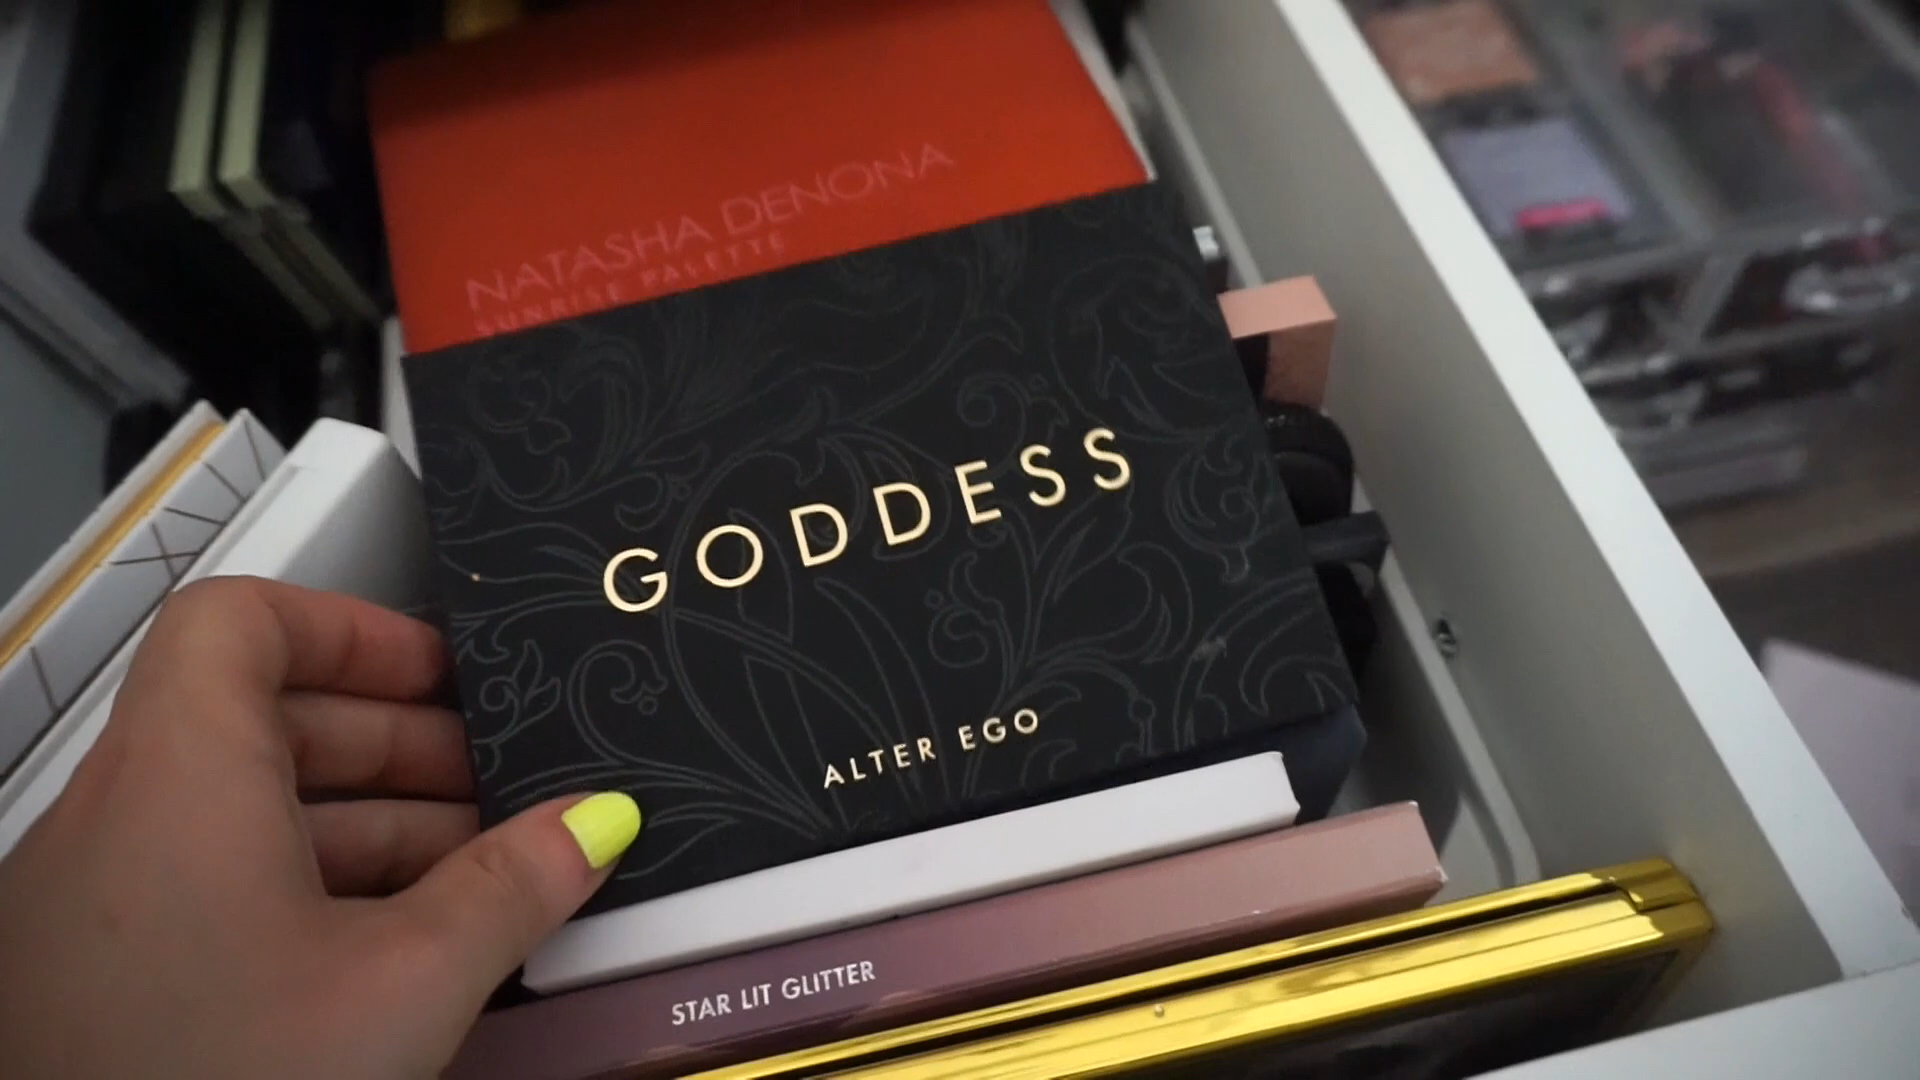 NATASHA DENONA
SUNRISE PALETTE
GODDESS
ALTER EGO
STAR LIT GLITTER